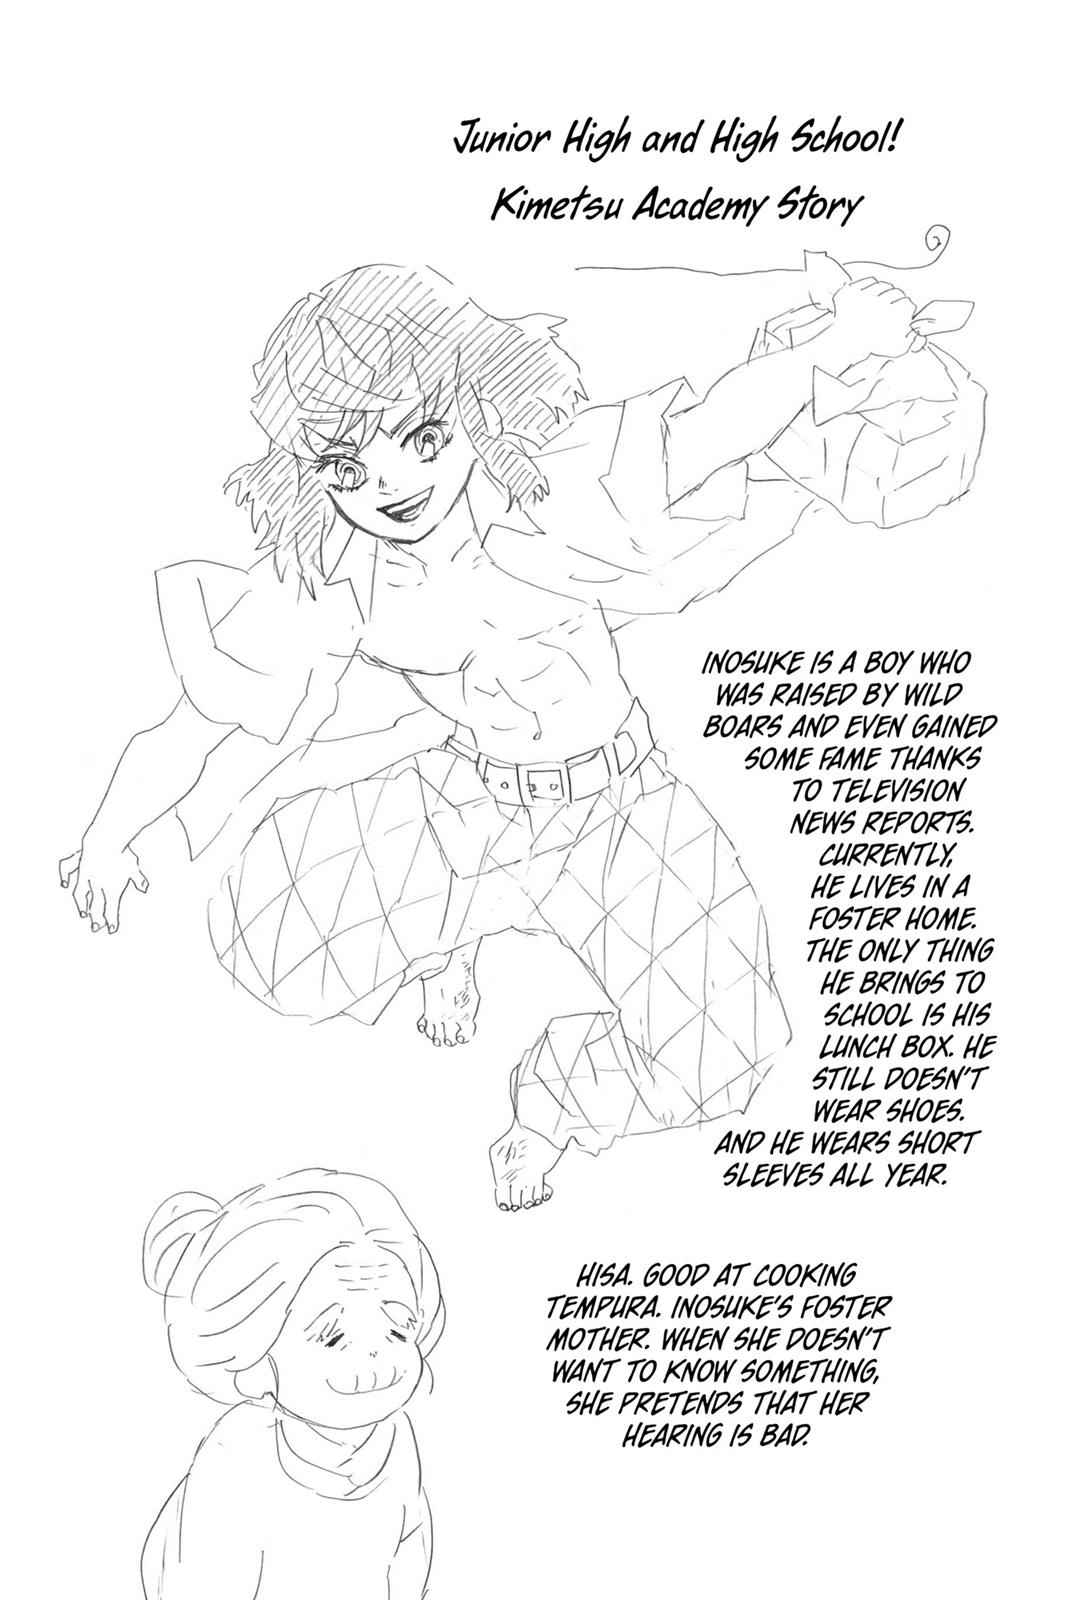 Junior High and High School!
Kimetsu Academy Story
INOSUKE IS A BOY WHO
WAS RAISED BY WILD
BOARS AND EVEN GAINED
SOME FAME THANKS
TO TELEVISION
NEWS REPORTS.
CURRENTLY,
HE LIVES IN A
FOSTER HOME.
THE ONLY THING
HE BRINGS TO
SCHOOL IS HIS
LUNCH BOX. HE
STILL DOESN'T
WEAR SHOES.
AND HE WEARS SHORT
SLEEVES ALL YEAR.
HISA. GOOD AT COOKING
TEMPURA. INOSUKE'S FOSTER
MOTHER. WHEN SHE DOESN'T
WANT TO KNOW SOMETHING,
SHE PRETENDS THAT HER
HEARING IS BAD.